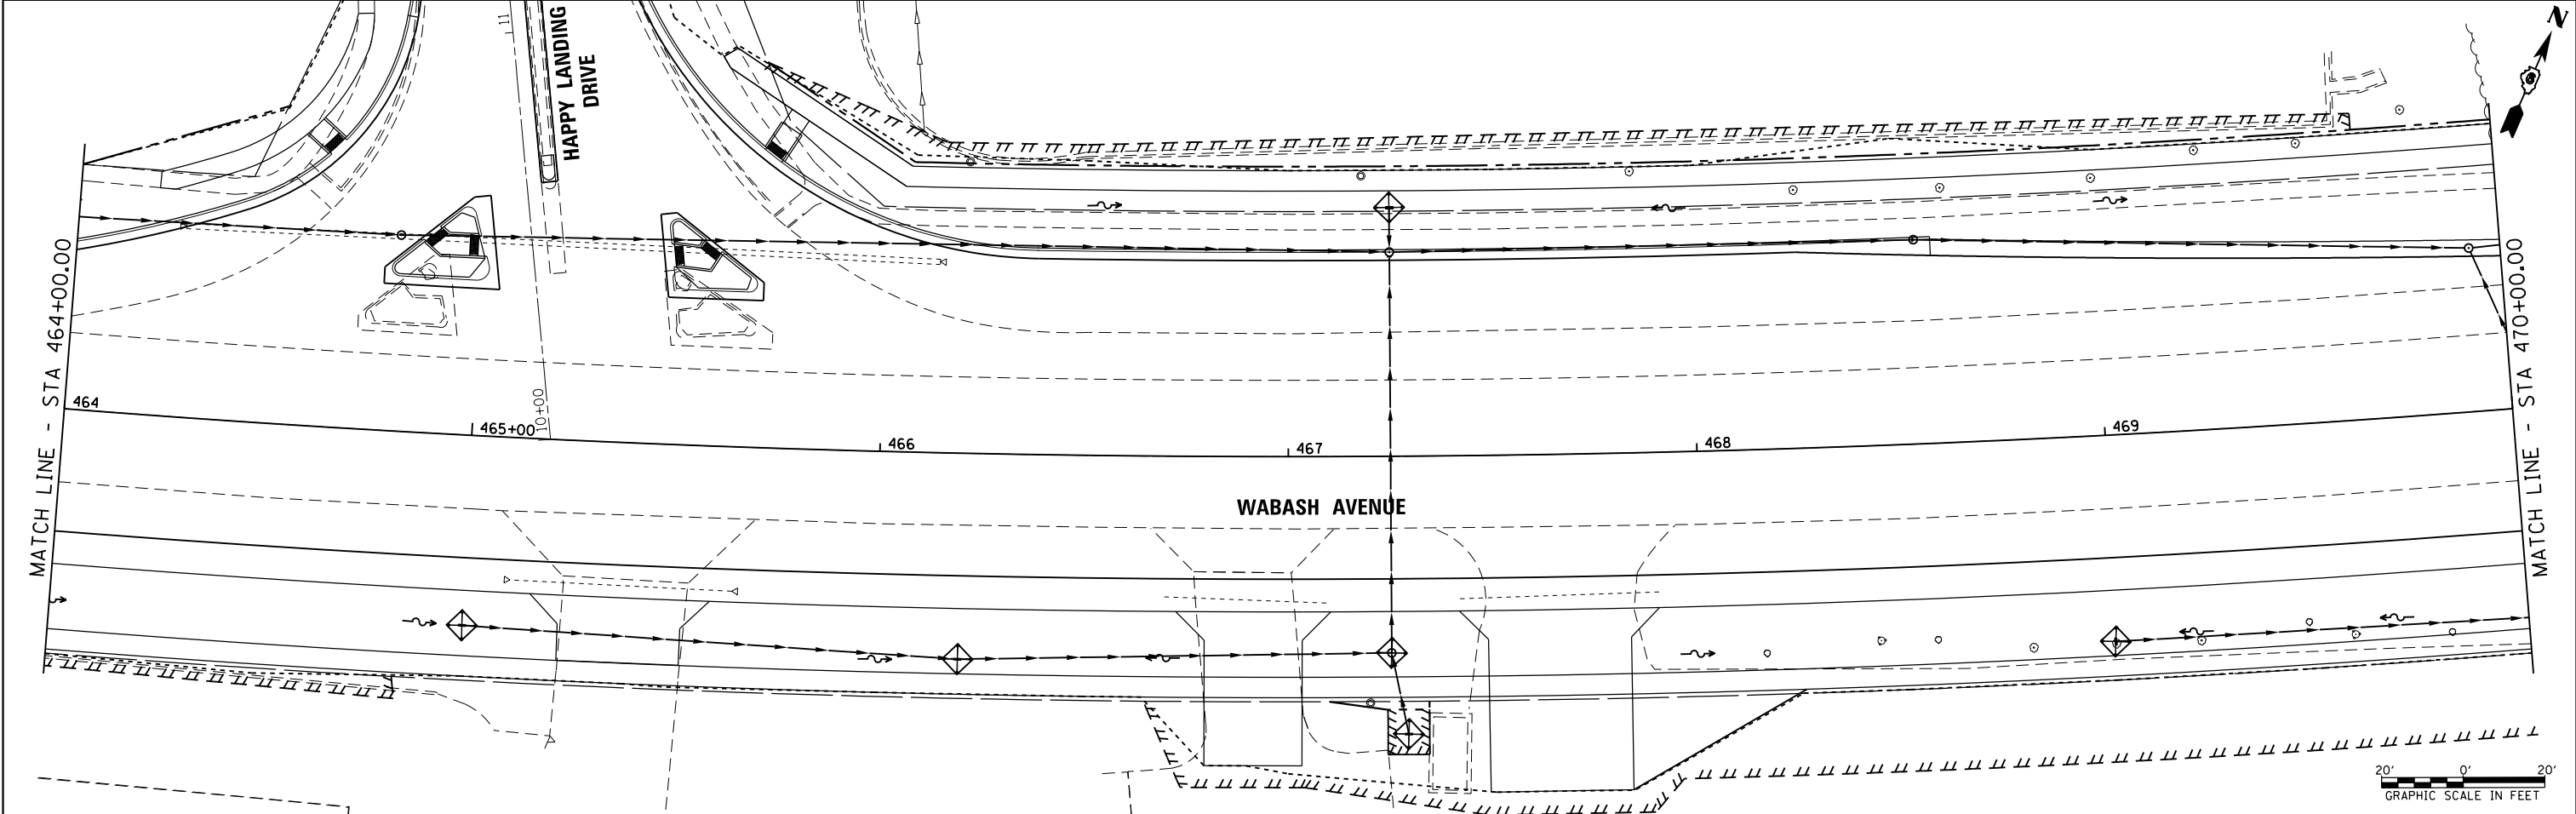 11
HAPPY LANDING
DRIVE
N
MATCH LINE - STA 464+00.00
464
465+00
10+00
466
467
468
469
WABASH AVENUE
MATCH LINE - STA 470+00.00
20' 0' 20'
GRAPHIC SCALE IN FEET